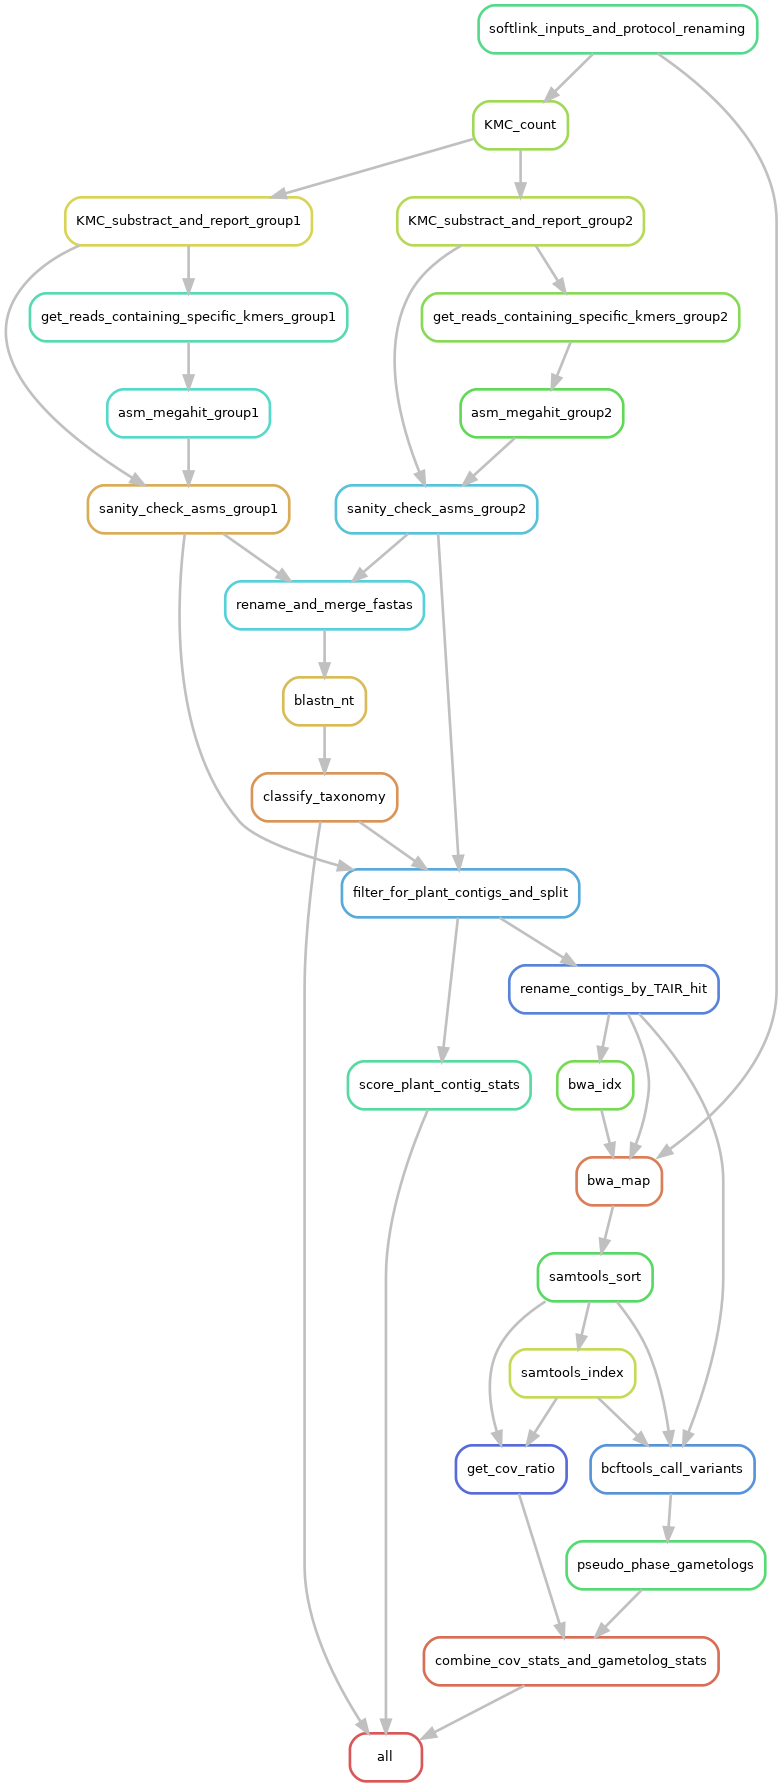 softlink_inputs_and_protocol_renaming
KMC_count
KMC_substract_and_report_group1
KMC_substract_and_report_group2
get_reads_containing_specific_kmers_group1
get_reads_containing_specific_kmers_group2
asm_megahit_group1
asm_megahit_group2
sanity_check_asms_group1
sanity_check_asms_group2
rename_and_merge_fastas
blastn_nt
classify_taxonomy
filter_for_plant_contigs_and_split
rename_contigs_by_TAIR_hit
score_plant_contig_stats
bwa_idx
bwa_map
samtools_sort
samtools_index
get_cov_ratio
bcftools_call_variants
pseudo_phase_gametologs
combine_cov_stats_and_gametolog_stats
all